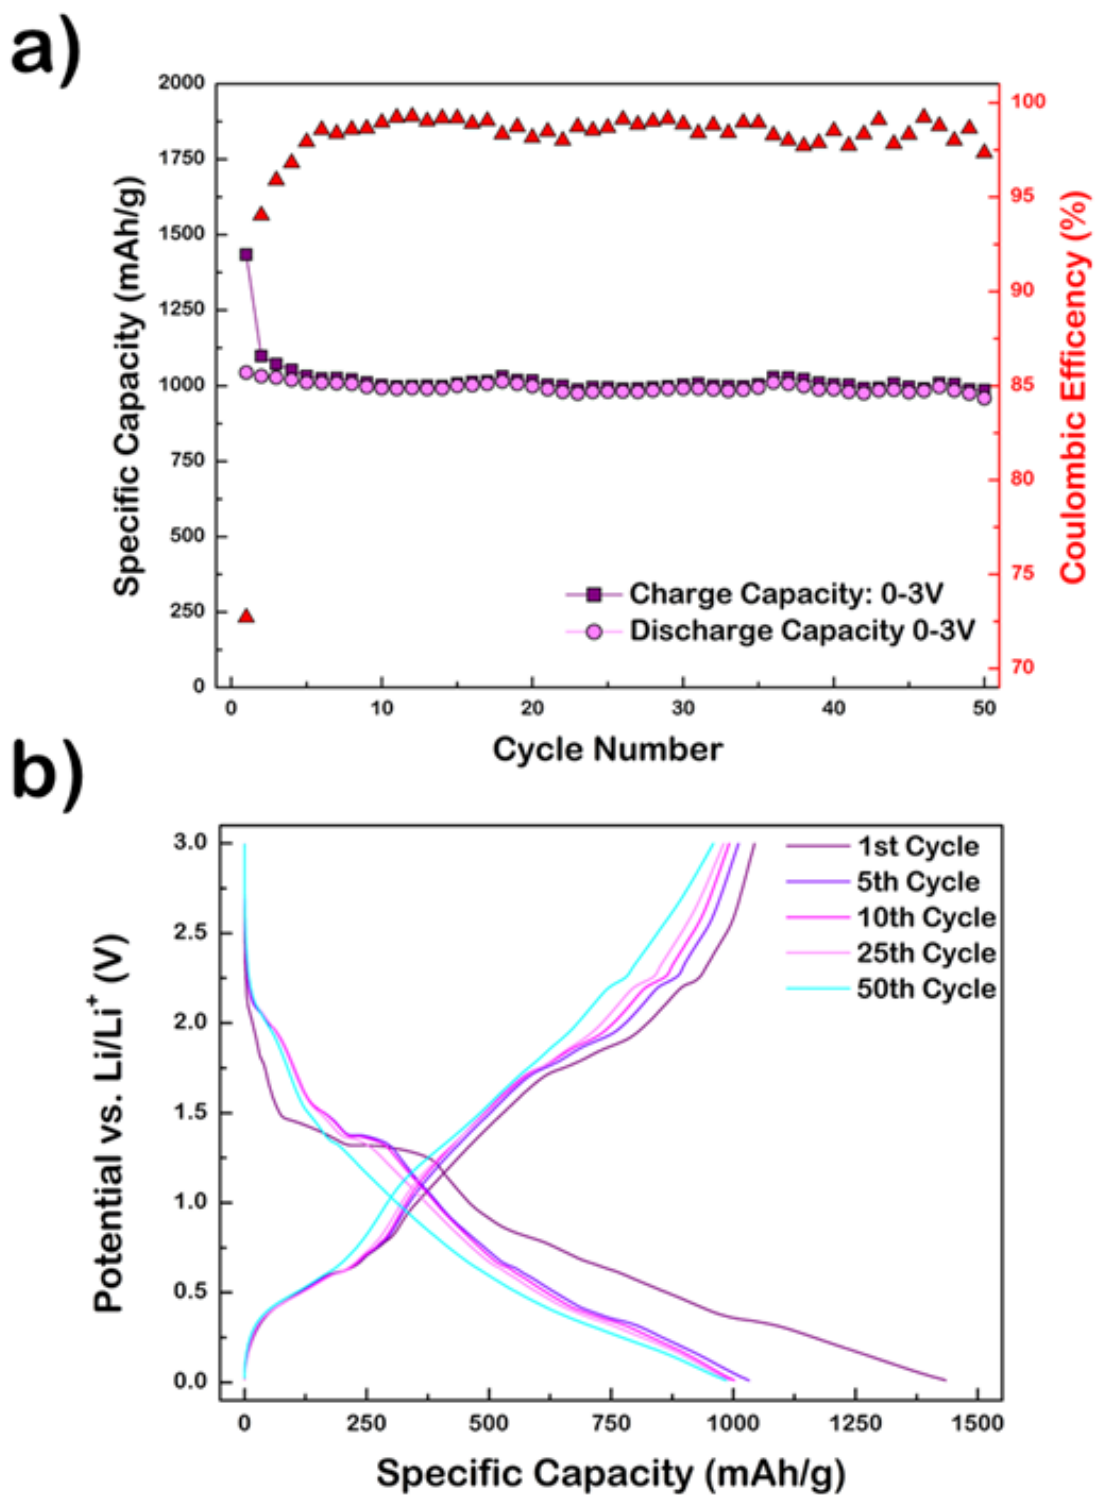 a)
2000
1750
1500
1250
1000
750
500
250
0
Specific Capacity (mAh/g)
100
95
90
85
80
75
70
Coulombic Efficency (%)
Charge Capacity: 0-3V
Discharge Capacity 0-3V
0 10 20 30 40 50
Cycle Number
b)
3.0
2.5
2.0
1.5
1.0
0.5
0.0
Potential vs. Li/Li+ (V)
1st Cycle
5th Cycle
10th Cycle
25th Cycle
50th Cycle
0 250 500 750 1000 1250 1500
Specific Capacity (mAh/g)